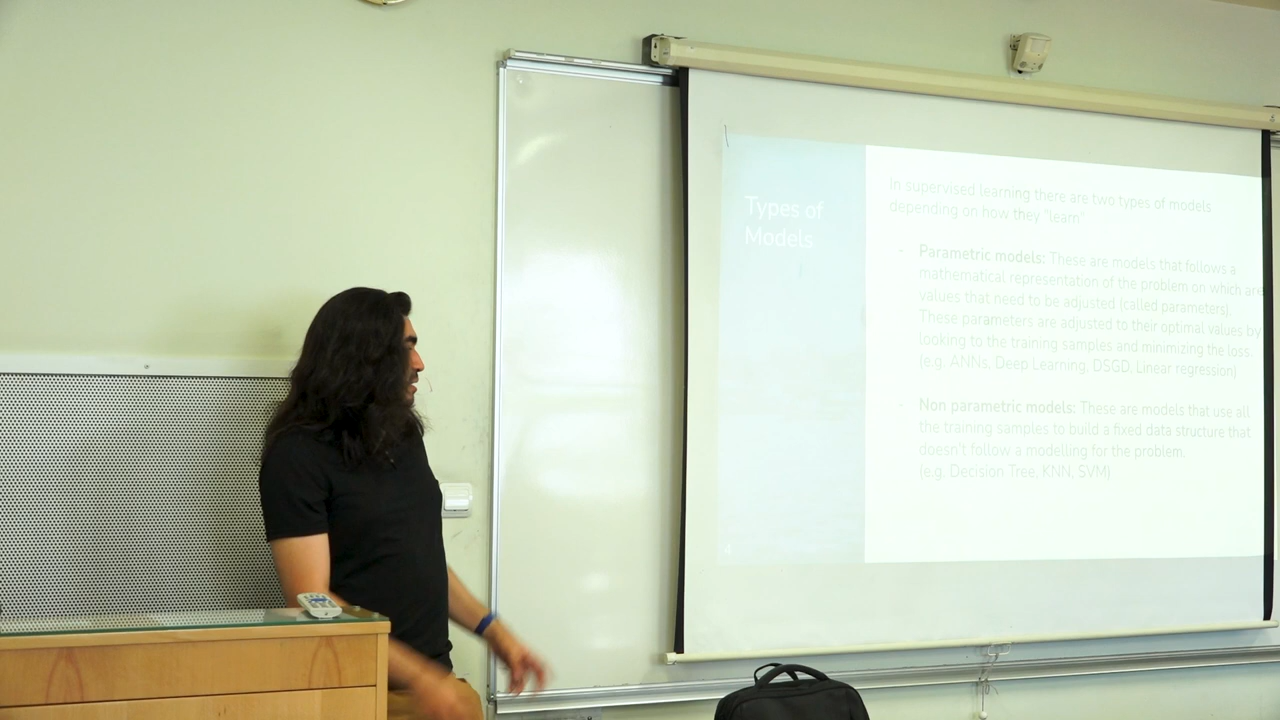 Types of
Models
In supervised learning there are two types of models
depending on how they "learn"
- Parametric models: These are models that follows a
mathematical representation of the problem on which are
values that need to be adjusted (called parameters).
These parameters are adjusted to their optimal values by
looking to the training samples and minimizing the loss.
(e.g. ANNs, Deep Learning, DSGD, Linear regression)
- Non parametric models: These are models that use all
the training samples to build a fixed data structure that
doesn't follow a modelling for the problem.
(e.g. Decision Tree, KNN, SVM)
4